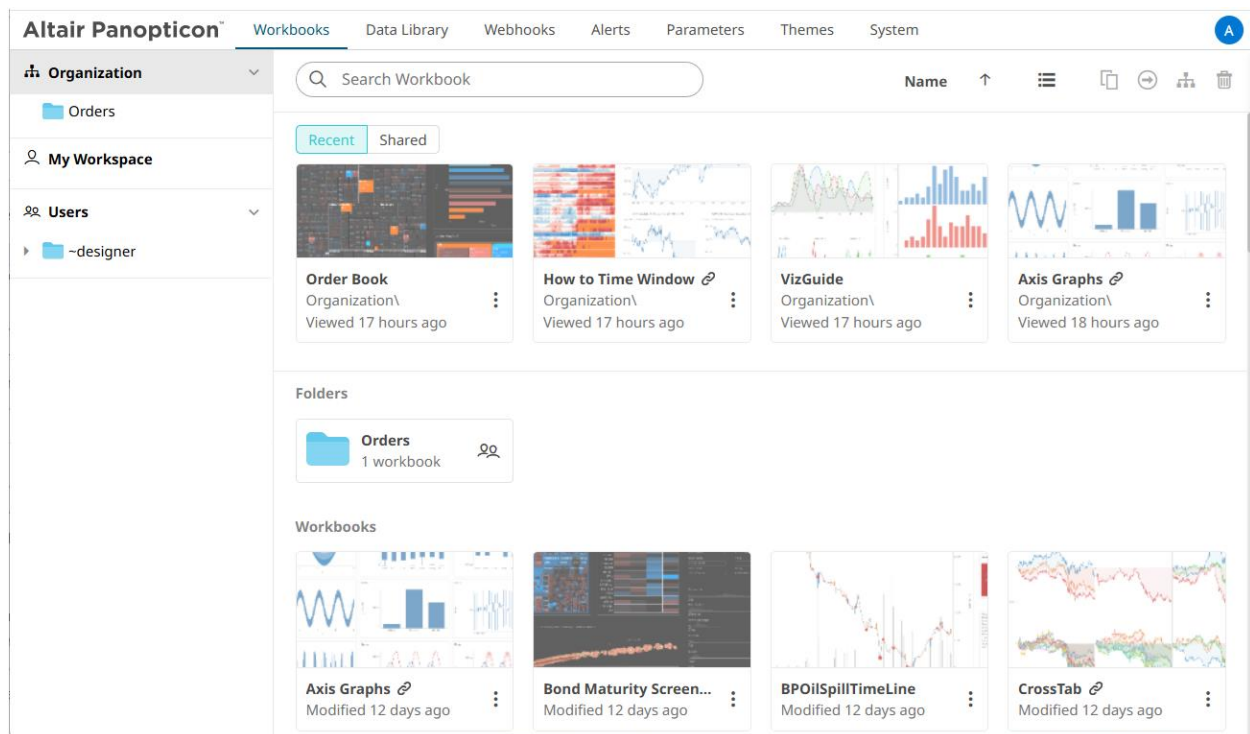 Altair Panopticon™ Workbooks Data Library Webhooks Alerts Parameters Themes System A
Organization
Orders
My Workspace
Users
~designer
Search Workbook
Name
Recent Shared
Order Book
Organization\
Viewed 17 hours ago
How to Time Window
Organization\
Viewed 17 hours ago
VizGuide
Organization\
Viewed 17 hours ago
Axis Graphs
Organization\
Viewed 18 hours ago
Folders
Orders
1 workbook
Workbooks
Axis Graphs
Modified 12 days ago
Bond Maturity Screen...
Modified 12 days ago
BPOilSpillTimeLine
Modified 12 days ago
CrossTab
Modified 12 days ago